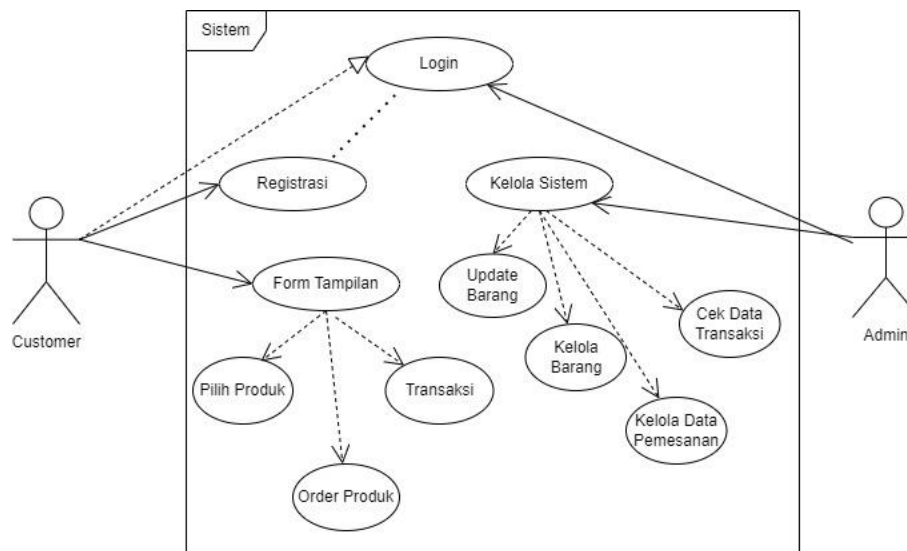 Sistem
Login
Registrasi
Kelola Sistem
Form Tampilan
Update
Barang
Cek Data
Transaksi
Customer
Admin
Kelola
Barang
Pilih Produk
Transaksi
Kelola Data
Pemesanan
Order Produk